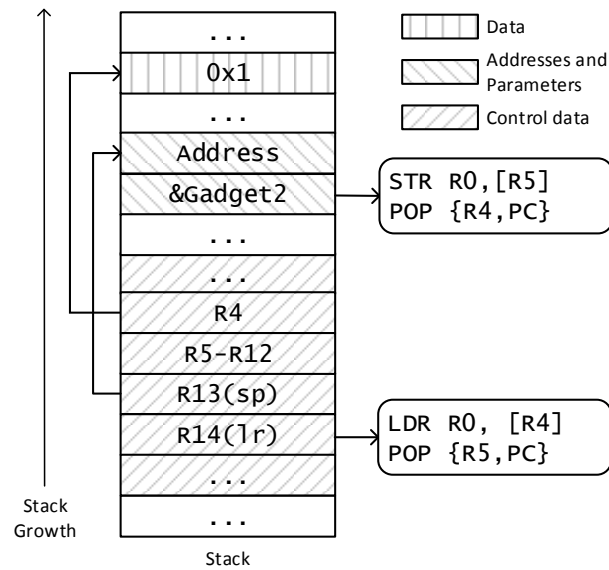 ...
0x1
...
Address
&Gadget2
...
...
R4
R5-R12
R13(sp)
R14(lr)
...
...
Stack
Stack
Growth
Data
Addresses and
Parameters
Control data
STR R0,[R5]
POP {R4,PC}
LDR R0, [R4]
POP {R5,PC}